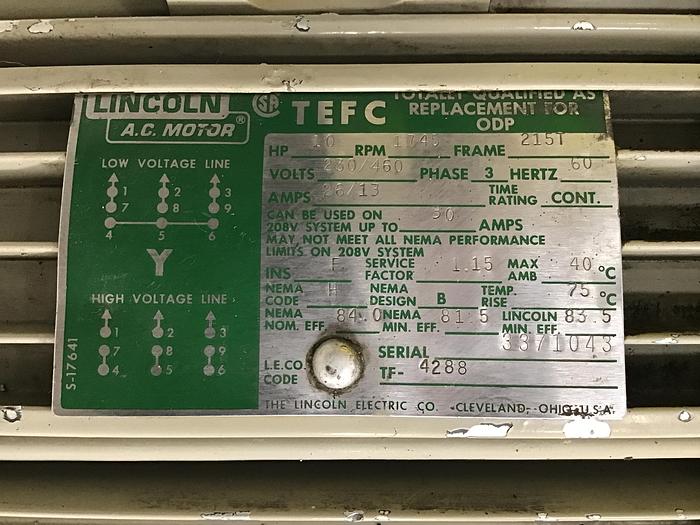 LINCOLN
A.C. MOTOR®
SA TEFC
TOTALLY QUALIFIED AS
REPLACEMENT FOR
ODP
LOW VOLTAGE LINE
1 2 3
7 8 9
4 5 6
Y
HIGH VOLTAGE LINE
1 2 3
7 8 9
4 5 6
S-17641
HP 10 RPM 1745 FRAME 215T
VOLTS 230/460 PHASE 3 HERTZ 60
AMPS 26/13 TIME RATING CONT.
CAN BE USED ON
208V SYSTEM UP TO 30 AMPS
MAY NOT MEET ALL NEMA PERFORMANCE
LIMITS ON 208V SYSTEM
INS F SERVICE FACTOR 1.15 MAX AMB 40 °C
NEMA CODE H NEMA DESIGN B TEMP. RISE 75 °C
NEMA NOM. EFF. 84.0 NEMA MIN. EFF. 81.5 LINCOLN MIN. EFF. 83.5
SERIAL 3371043
L.E.CO. CODE TF- 4288
THE LINCOLN ELECTRIC CO. CLEVELAND, OHIO U.S.A.